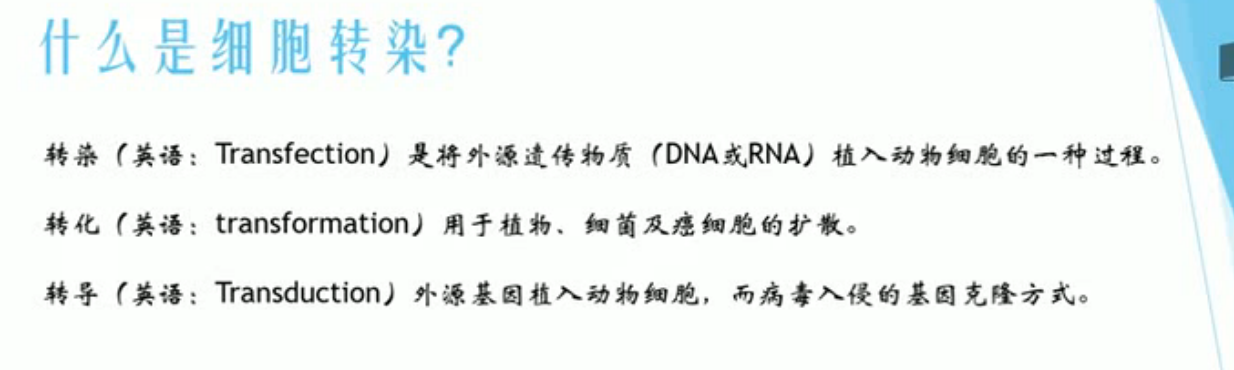 什么是细胞转染?
转染（英语：Transfection）是将外源遗传物质（DNA或RNA）植入动物细胞的一种过程。
转化（英语：transformation）用于植物、细菌及癌细胞的扩散。
转导（英语：Transduction）外源基因植入动物细胞，而病毒入侵的基因克隆方式。